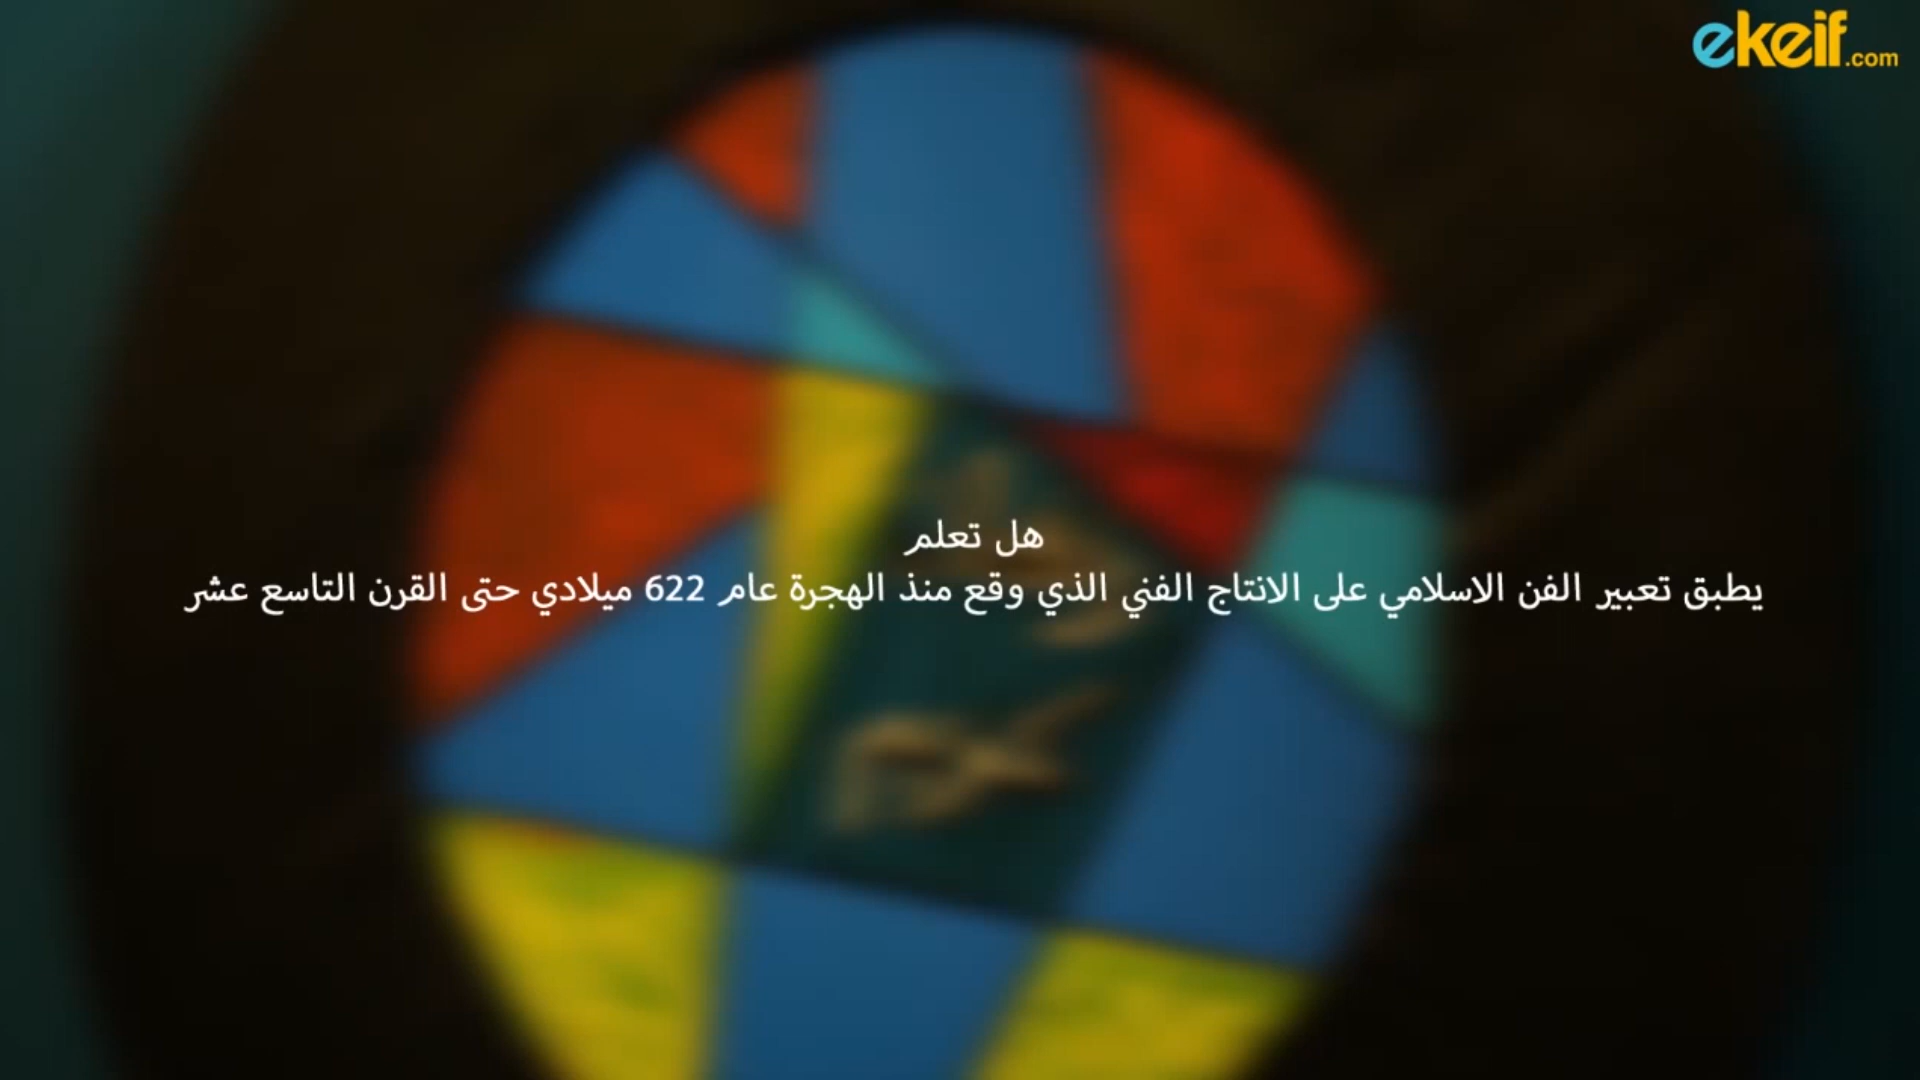 ekeif.com
هل تعلم
يطبق تعبير الفن الاسلامي على الانتاج الفني الذي وقع منذ الهجرة عام 622 ميلادي حتى القرن التاسع عشر